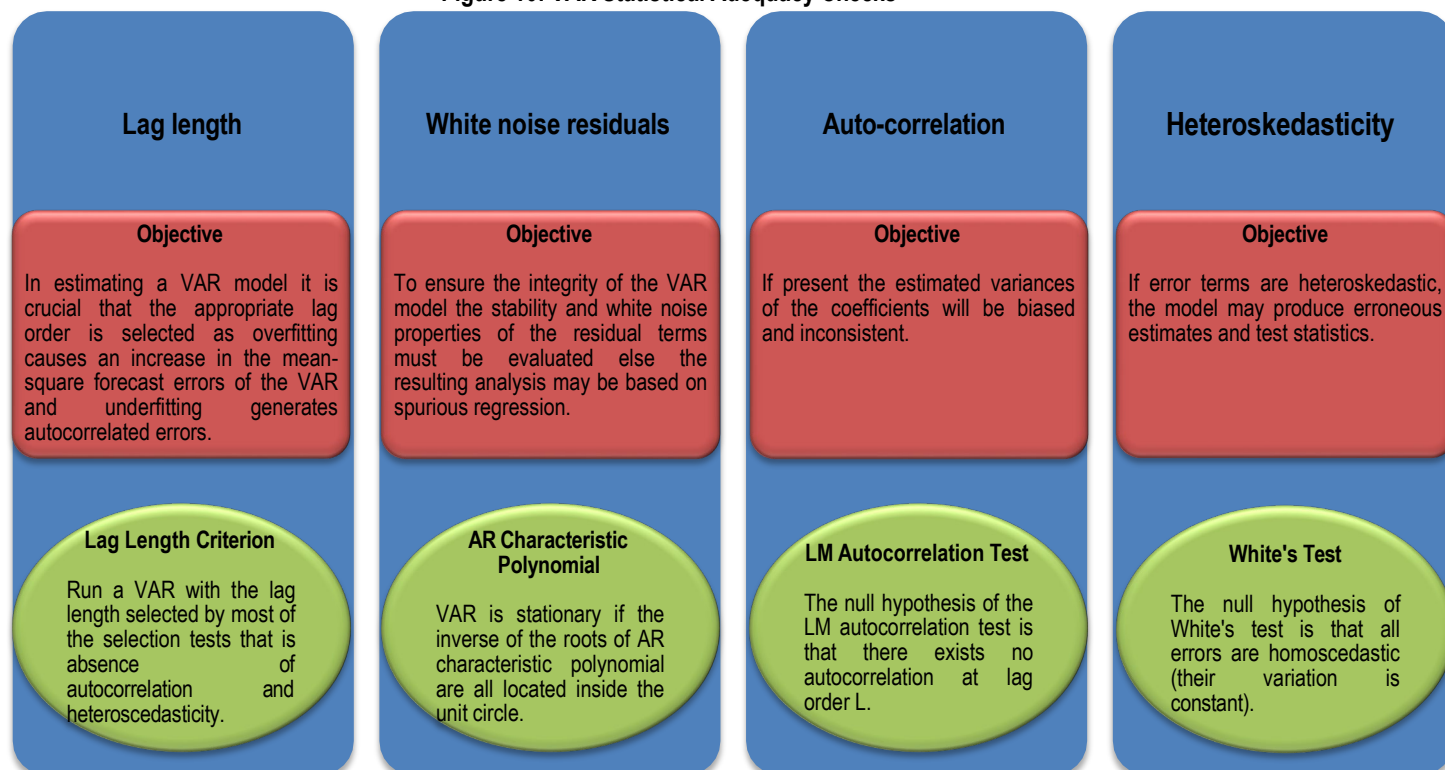 Lag length
Objective
In estimating a VAR model it is
crucial that the appropriate lag
order is selected as overfitting
causes an increase in the mean-
square forecast errors of the VAR
and underfitting generates
autocorrelated errors.
Lag Length Criterion
Run a VAR with the lag
length selected by most of
the selection tests that is
absence of
autocorrelation and
heteroscedasticity.
White noise residuals
Objective
To ensure the integrity of the VAR
model the stability and white noise
properties of the residual terms
must be evaluated else the
resulting analysis may be based on
spurious regression.
AR Characteristic
Polynomial
VAR is stationary if the
inverse of the roots of AR
characteristic polynomial
are all located inside the
unit circle.
Auto-correlation
Objective
If present the estimated variances
of the coefficients will be biased
and inconsistent.
LM Autocorrelation Test
The null hypothesis of the
LM autocorrelation test is
that there exists no
autocorrelation at lag
order L.
Heteroskedasticity
Objective
If error terms are heteroskedastic,
the model may produce erroneous
estimates and test statistics.
White's Test
The null hypothesis of
White's test is that all
errors are homoscedastic
(their variation is
constant).